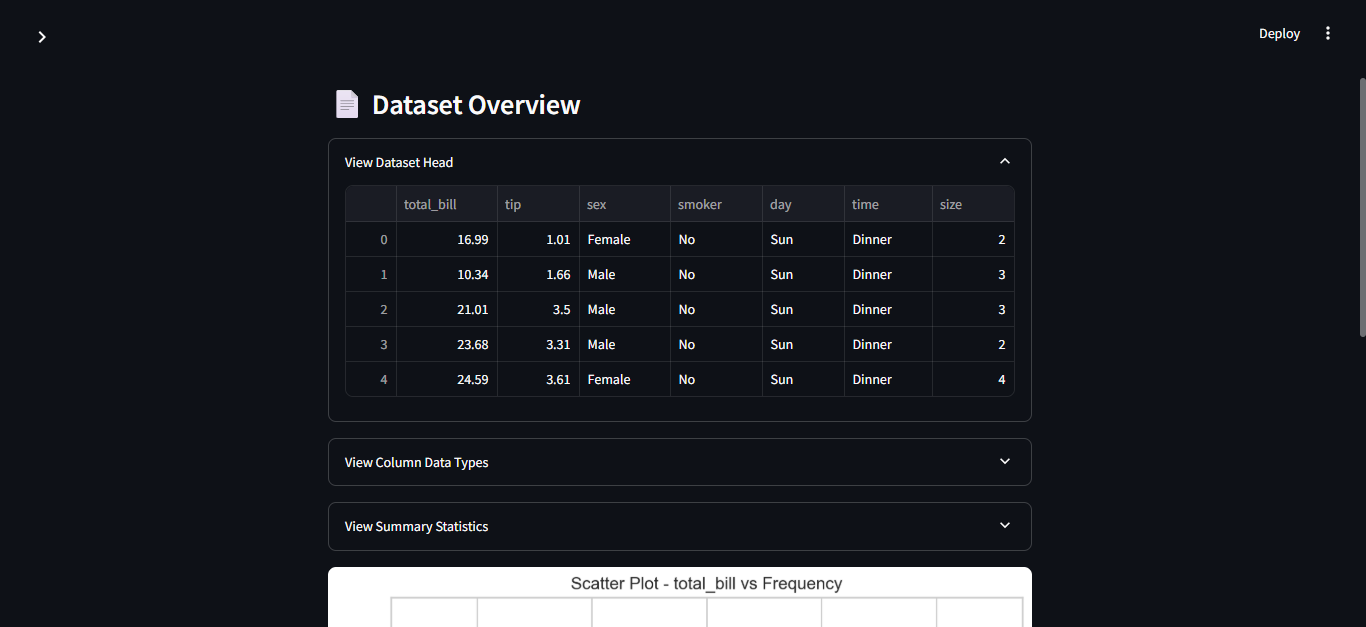 Deploy
Dataset Overview
View Dataset Head
total_bill tip sex smoker day time size
0 16.99 1.01 Female No Sun Dinner 2
1 10.34 1.66 Male No Sun Dinner 3
2 21.01 3.5 Male No Sun Dinner 3
3 23.68 3.31 Male No Sun Dinner 2
4 24.59 3.61 Female No Sun Dinner 4
View Column Data Types
View Summary Statistics
Scatter Plot - total_bill vs Frequency